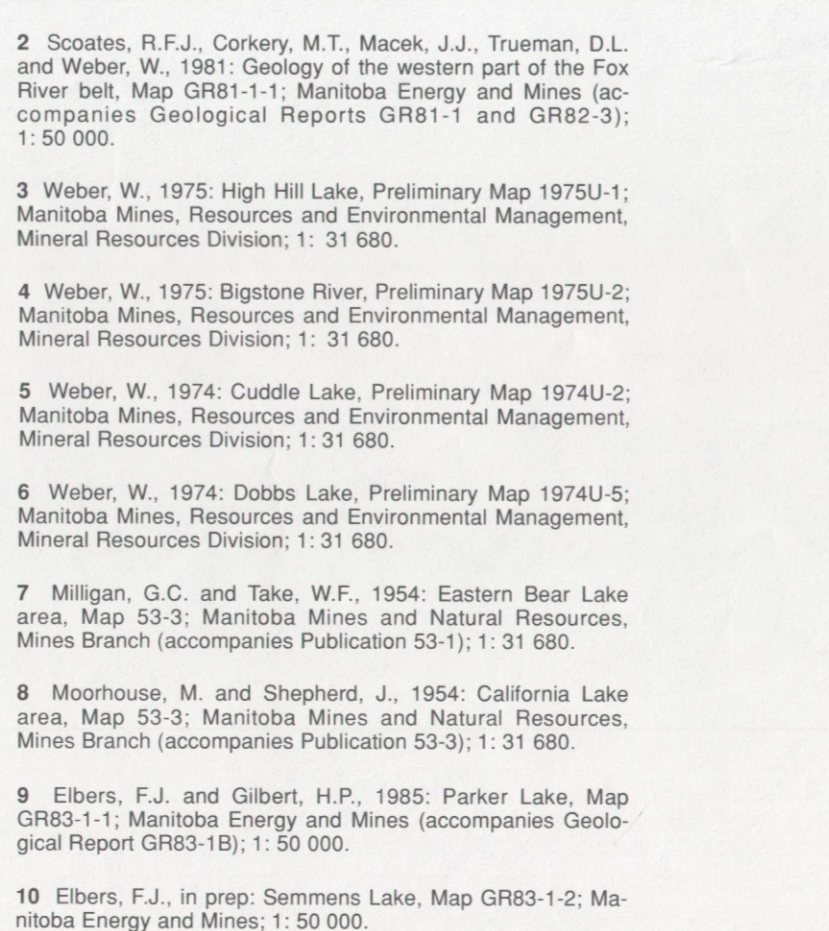 2 Scoates, R.F.J., Corkery, M.T., Macek, J.J., Trueman, D.L.
and Weber, W., 1981: Geology of the western part of the Fox
River belt, Map GR81-1-1; Manitoba Energy and Mines (ac-
companies Geological Reports GR81-1 and GR82-3);
1: 50 000.
3 Weber, W., 1975: High Hill Lake, Preliminary Map 1975U-1;
Manitoba Mines, Resources and Environmental Management,
Mineral Resources Division; 1: 31 680.
4 Weber, W., 1975: Bigstone River, Preliminary Map 1975U-2;
Manitoba Mines, Resources and Environmental Management,
Mineral Resources Division; 1: 31 680.
5 Weber, W., 1974: Cuddle Lake, Preliminary Map 1974U-2;
Manitoba Mines, Resources and Environmental Management,
Mineral Resources Division; 1: 31 680.
6 Weber, W., 1974: Dobbs Lake, Preliminary Map 1974U-5;
Manitoba Mines, Resources and Environmental Management,
Mineral Resources Division; 1: 31 680.
7 Milligan, G.C. and Take, W.F., 1954: Eastern Bear Lake
area, Map 53-3; Manitoba Mines and Natural Resources,
Mines Branch (accompanies Publication 53-1); 1: 31 680.
8 Moorhouse, M. and Shepherd, J., 1954: California Lake
area, Map 53-3; Manitoba Mines and Natural Resources,
Mines Branch (accompanies Publication 53-3); 1: 31 680.
9 Elbers, F.J. and Gilbert, H.P., 1985: Parker Lake, Map
GR83-1-1; Manitoba Energy and Mines (accompanies Geolo-
gical Report GR83-1B); 1: 50 000.
10 Elbers, F.J., in prep: Semmens Lake, Map GR83-1-2; Ma-
nitoba Energy and Mines; 1: 50 000.